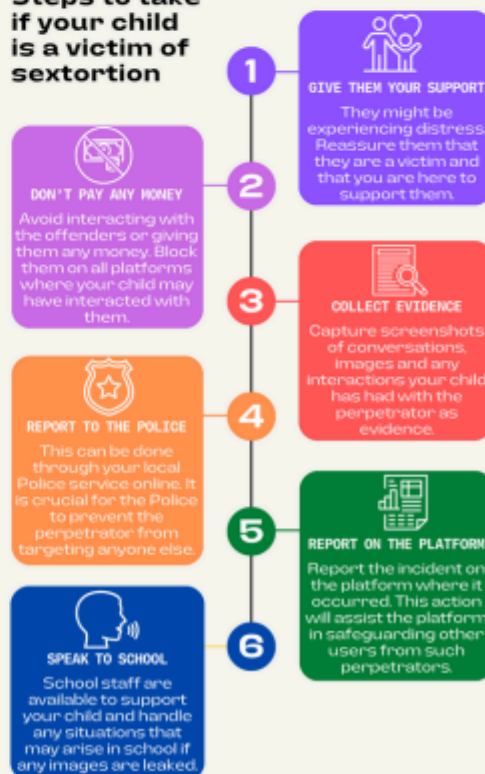 Steps to take
if your child
is a victim of
sextortion
1
GIVE THEM YOUR SUPPORT
They might be
experiencing distress.
Reassure them that
they are a victim and
that you are here to
support them.
2
DON'T PAY ANY MONEY
Avoid interacting with
the offenders or giving
them any money. Block
them on all platforms
where your child may
have interacted with
them.
3
COLLECT EVIDENCE
Capture screenshots
of conversations,
images and any
interactions your child
has had with the
perpetrator as
evidence.
4
REPORT TO THE POLICE
This can be done
through your local
Police service online. It
is crucial for the Police
to prevent the
perpetrator from
targeting anyone else.
5
REPORT ON THE PLATFORM
Report the incident on
the platform where it
occurred. This action
will assist the platform
in safeguarding other
users from such
perpetrators.
6
SPEAK TO SCHOOL
School staff are
available to support
your child and handle
any situations that
may arise in school if
any images are leaked.